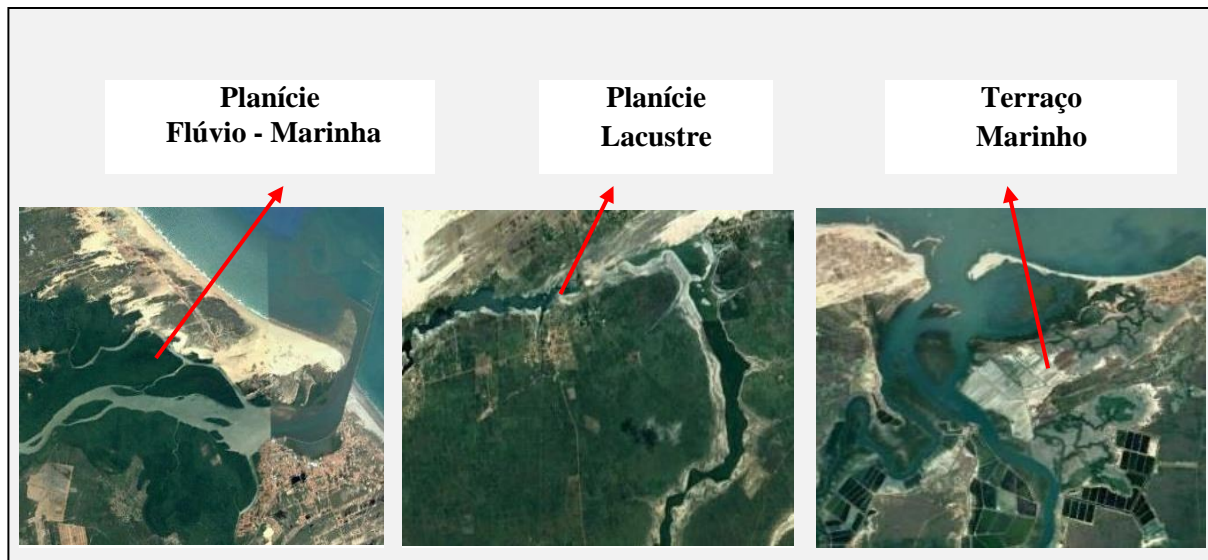 Planície
Flúvio - Marinha
Planície
Lacustre
Terraço
Marinho